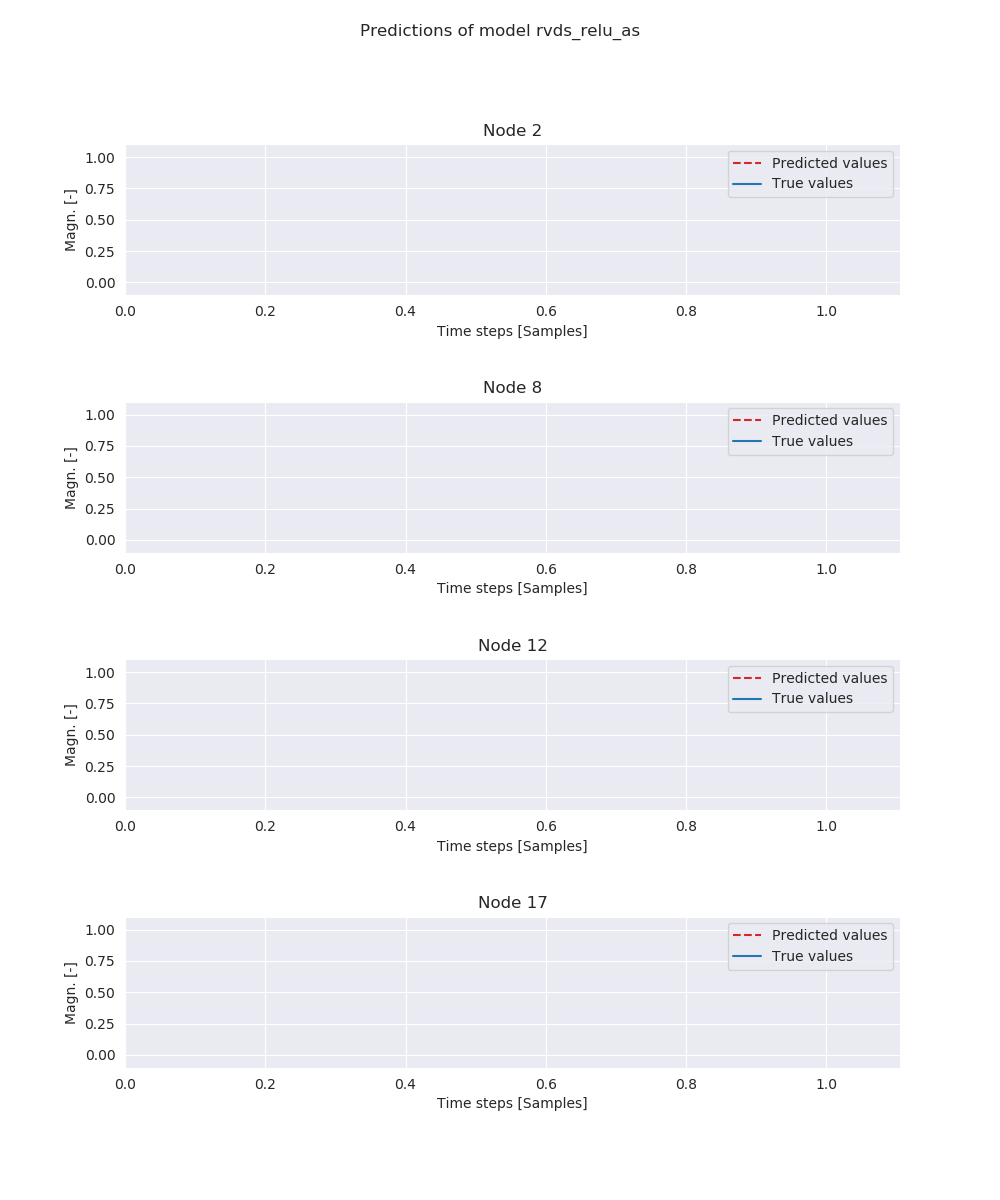 Predictions of model rvds_relu_as
Node 2
Magn. [-]
1.00
0.75
0.50
0.25
0.00
Predicted values
True values
0.0 0.2 0.4 0.6 0.8 1.0
Time steps [Samples]
Node 8
Magn. [-]
1.00
0.75
0.50
0.25
0.00
Predicted values
True values
0.0 0.2 0.4 0.6 0.8 1.0
Time steps [Samples]
Node 12
Magn. [-]
1.00
0.75
0.50
0.25
0.00
Predicted values
True values
0.0 0.2 0.4 0.6 0.8 1.0
Time steps [Samples]
Node 17
Magn. [-]
1.00
0.75
0.50
0.25
0.00
Predicted values
True values
0.0 0.2 0.4 0.6 0.8 1.0
Time steps [Samples]